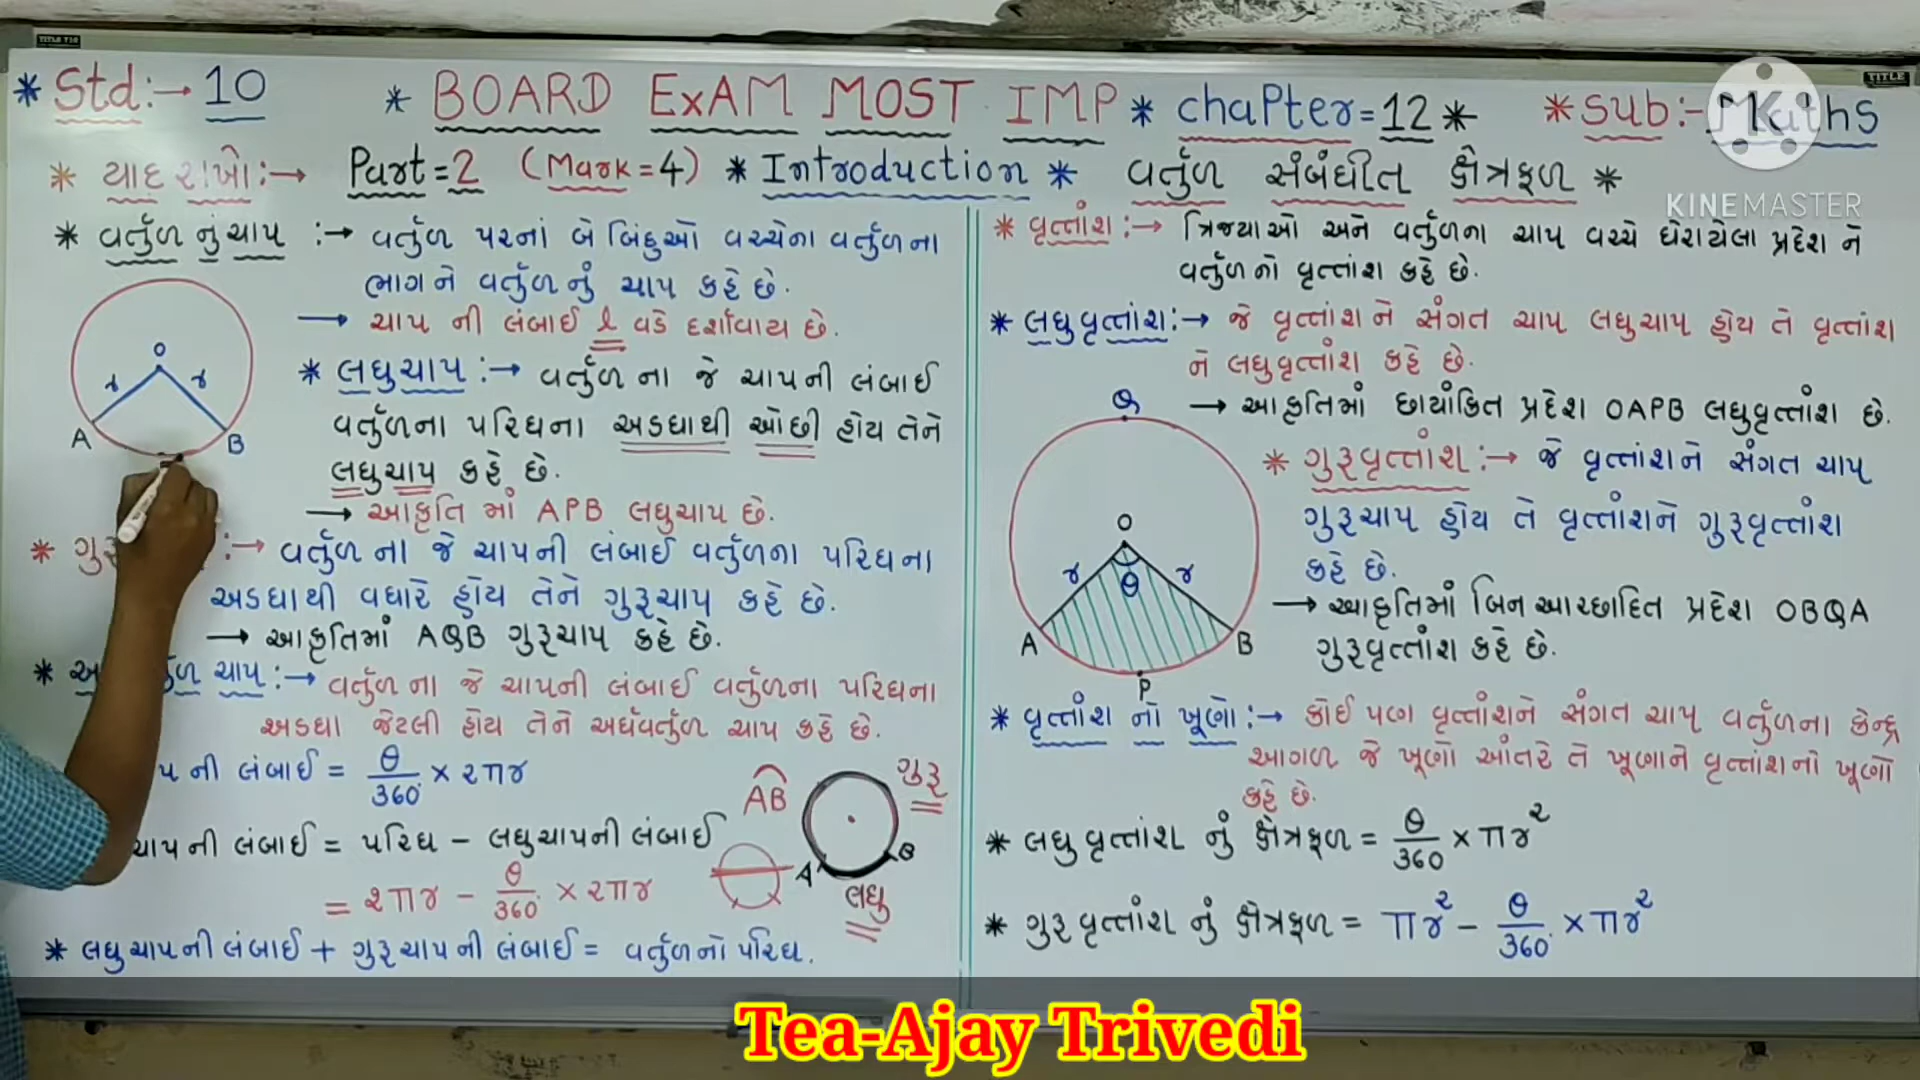 * Std:→ 10 * BOARD ExAM MOST IMP * chaPter = 12 * * Sub:- Maths
KINEMASTER
* યાદ રાખો:→ Part = 2 (Mark = 4) * Introduction * વર્તુળ સંબંધીત ક્ષેત્રફળ *
* વર્તુળ નું ચાપ :→ વર્તુળ પરનાં બે બિંદુઓ વચ્ચેના વર્તુળના
ભાગને વર્તુળનું ચાપ કહે છે.
→ ચાપ ની લંબાઈ l વડે દર્શાવાય છે.
* લઘુચાપ :→ વર્તુળ ના જે ચાપની લંબાઈ
વર્તુળના પરિઘના અડધાથી ઓછી હોય તેને
લઘુચાપ કહે છે.
→ આકૃતિ માં APB લઘુચાપ છે.
O
r r
A B
* :→ વર્તુળ ના જે ચાપની લંબાઈ વર્તુળના પરિઘના
અડધાથી વધારે હોય તેને ગુરૂચાપ કહે છે.
→ આકૃતિમાં AQB ગુરૂચાપ કહે છે.
* ચાપ :→ વર્તુળ ના જે ચાપની લંબાઈ વર્તુળના પરિઘના
અડધા જેટલી હોય તેને અર્ધવર્તુળ ચાપ કહે છે.
ની લંબાઈ = θ/360 × 2πr
ચાપની લંબાઈ = પરિઘ - લઘુચાપની લંબાઈ
= 2πr - θ/360 × 2πr
AB
ગુરૂ
A B
લઘુ
* લઘુચાપની લંબાઈ + ગુરૂચાપની લંબાઈ = વર્તુળનો પરિઘ.
* વૃત્તાંશ :→ ત્રિજ્યાઓ અને વર્તુળના ચાપ વચ્ચે ઘેરાયેલા પ્રદેશ ને
વર્તુળનો વૃત્તાંશ કહે છે.
* લઘુવૃત્તાંશ:→ જે વૃત્તાંશને સંગત ચાપ લઘુચાપ હોય તે વૃત્તાંશ
ને લઘુવૃત્તાંશ કહે છે.
→ આકૃતિમાં છાયાંકિત પ્રદેશ OAPB લઘુવૃત્તાંશ છે.
* ગુરૂવૃત્તાંશ :→ જે વૃત્તાંશને સંગત ચાપ
ગુરૂચાપ હોય તે વૃત્તાંશને ગુરૂવૃત્તાંશ
કહે છે.
→ આકૃતિમાં બિન આચ્છાદિત પ્રદેશ OBQA
ગુરૂવૃત્તાંશ કહે છે.
Q
O
r θ r
A B
P
* વૃત્તાંશ નો ખૂણો :→ કોઈ પણ વૃત્તાંશને સંગત ચાપ વર્તુળના કેન્દ્ર
આગળ જે ખૂણો આંતરે તે ખૂણાને વૃત્તાંશનો ખૂણો
કહે છે.
* લઘુ વૃત્તાંશ નું ક્ષેત્રફળ = θ/360 × πr²
* ગુરૂ વૃત્તાંશ નું ક્ષેત્રફળ = πr² - θ/360 × πr²
Tea-Ajay Trivedi